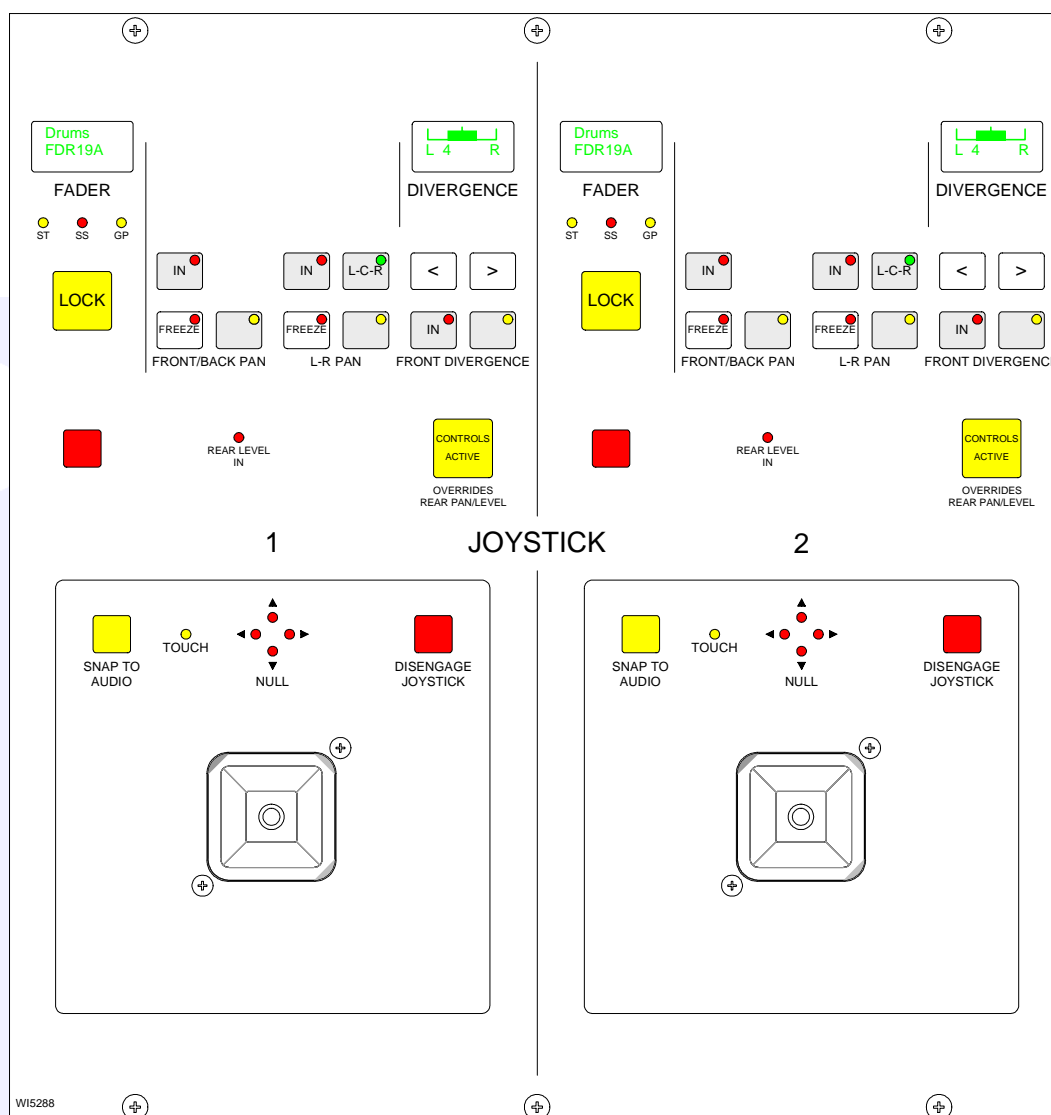 Drums
FDR19A
FADER
ST SS GP
LOCK
L 4 R
DIVERGENCE
IN
IN
L-C-R
< >
FREEZE
FREEZE
IN
FRONT/BACK PAN
L-R PAN
FRONT DIVERGENCE
REAR LEVEL
IN
CONTROLS
ACTIVE
OVERRIDES
REAR PAN/LEVEL
Drums
FDR19A
FADER
ST SS GP
LOCK
L 4 R
DIVERGENCE
IN
IN
L-C-R
< >
FREEZE
FREEZE
IN
FRONT/BACK PAN
L-R PAN
FRONT DIVERGENCE
REAR LEVEL
IN
CONTROLS
ACTIVE
OVERRIDES
REAR PAN/LEVEL
1 JOYSTICK 2
SNAP TO
AUDIO
TOUCH
NULL
DISENGAGE
JOYSTICK
SNAP TO
AUDIO
TOUCH
NULL
DISENGAGE
JOYSTICK
WI5288